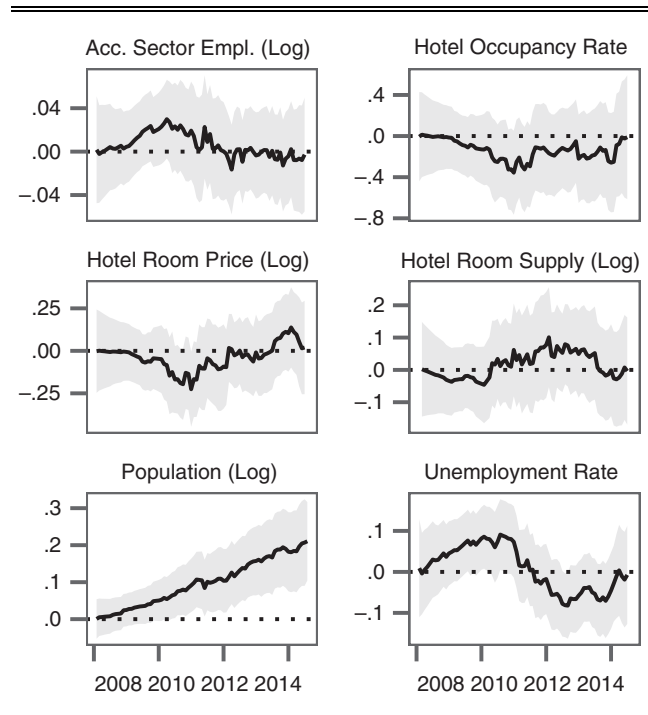 Acc. Sector Empl. (Log)
.04
.00
−.04
Hotel Occupancy Rate
.4
.0
−.4
−.8
Hotel Room Price (Log)
.25
.00
−.25
Hotel Room Supply (Log)
.2
.1
.0
−.1
Population (Log)
.3
.2
.1
.0
2008 2010 2012 2014
Unemployment Rate
.1
.0
−.1
2008 2010 2012 2014